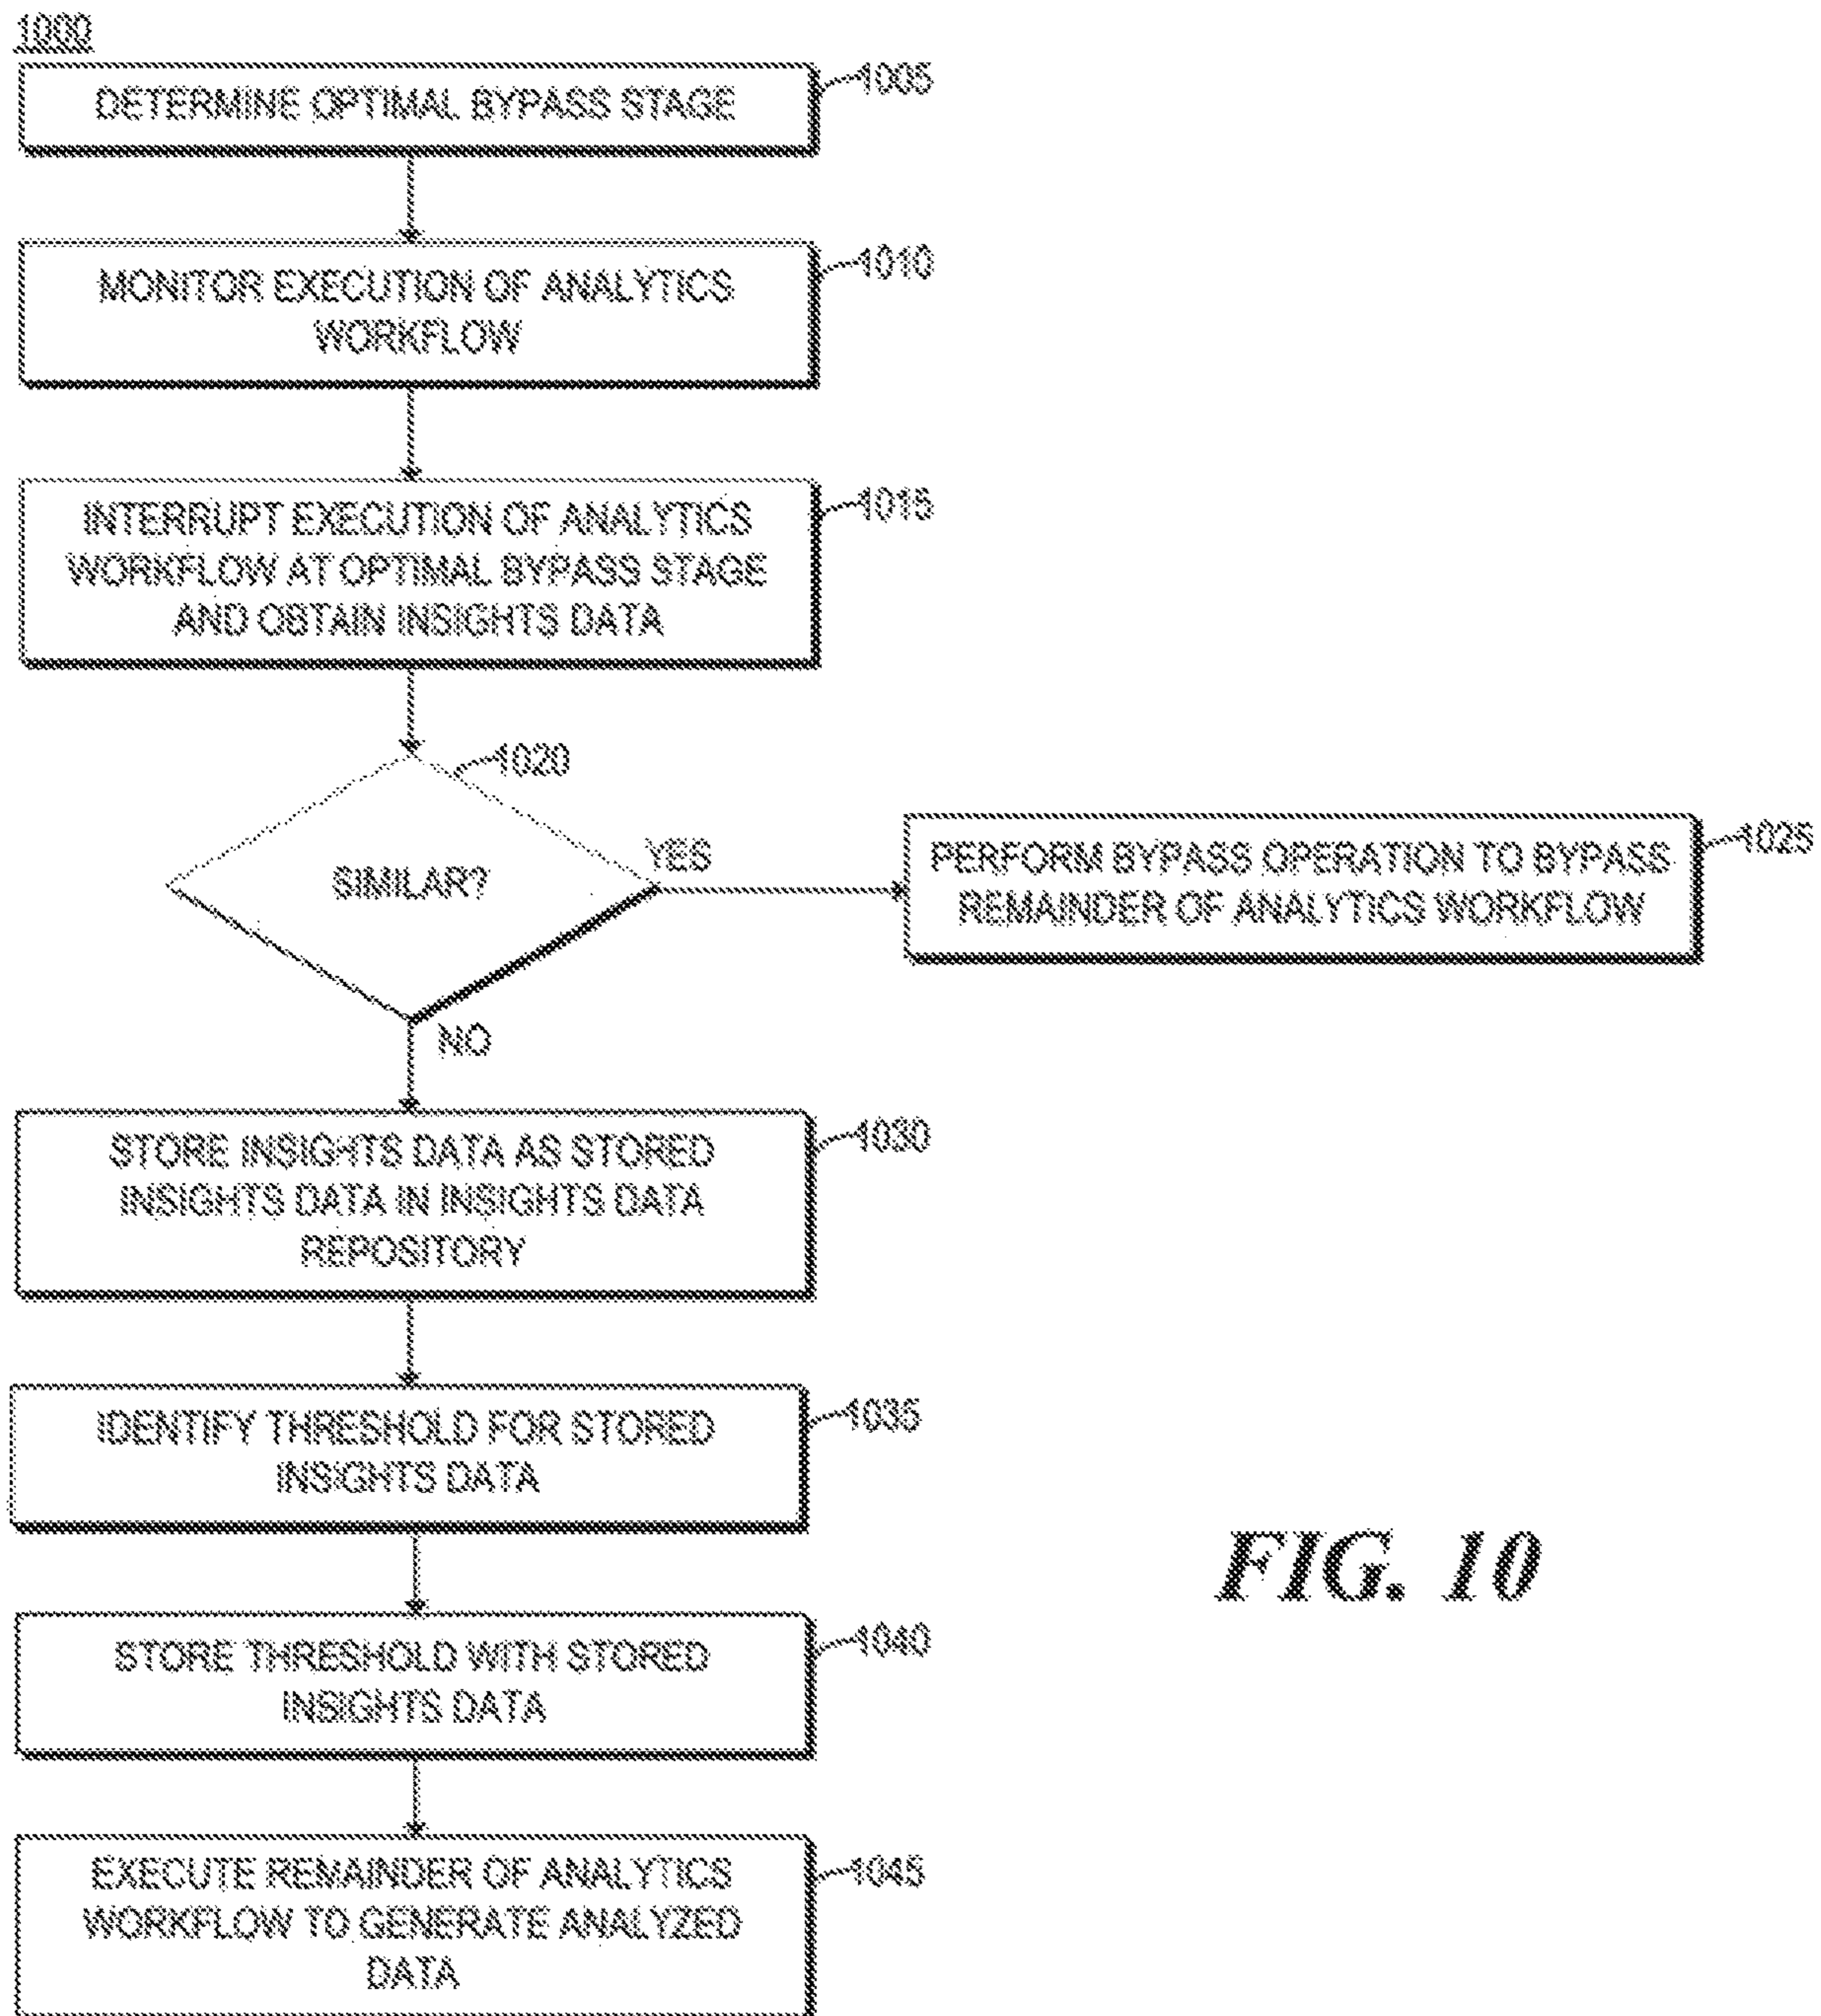 1000
DETERMINE OPTIMAL BYPASS STAGE
1005
MONITOR EXECUTION OF ANALYTICS
WORKFLOW
1010
INTERRUPT EXECUTION OF ANALYTICS
WORKFLOW AT OPTIMAL BYPASS STAGE
AND OBTAIN INSIGHTS DATA
1015
SIMILAR?
1020
YES
PERFORM BYPASS OPERATION TO BYPASS
REMAINDER OF ANALYTICS WORKFLOW
1025
NO
STORE INSIGHTS DATA AS STORED
INSIGHTS DATA IN INSIGHTS DATA
REPOSITORY
1030
IDENTIFY THRESHOLD FOR STORED
INSIGHTS DATA
1035
STORE THRESHOLD WITH STORED
INSIGHTS DATA
1040
EXECUTE REMAINDER OF ANALYTICS
WORKFLOW TO GENERATE ANALYZED
DATA
1045
FIG. 10